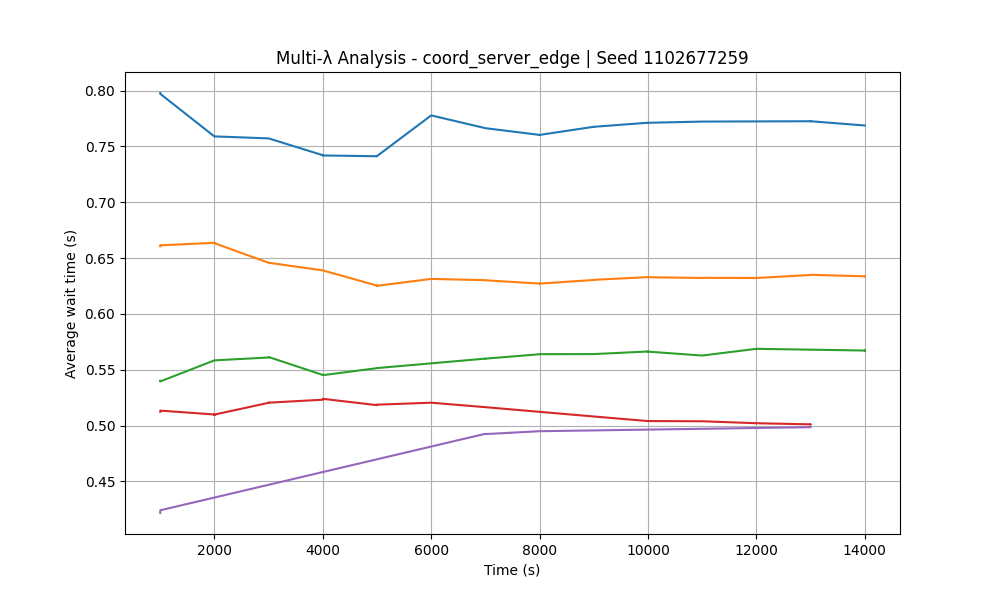 Multi-λ Analysis - coord_server_edge | Seed 1102677259
Average wait time (s)
0.80
0.75
0.70
0.65
0.60
0.55
0.50
0.45
2000 4000 6000 8000 10000 12000 14000
Time (s)